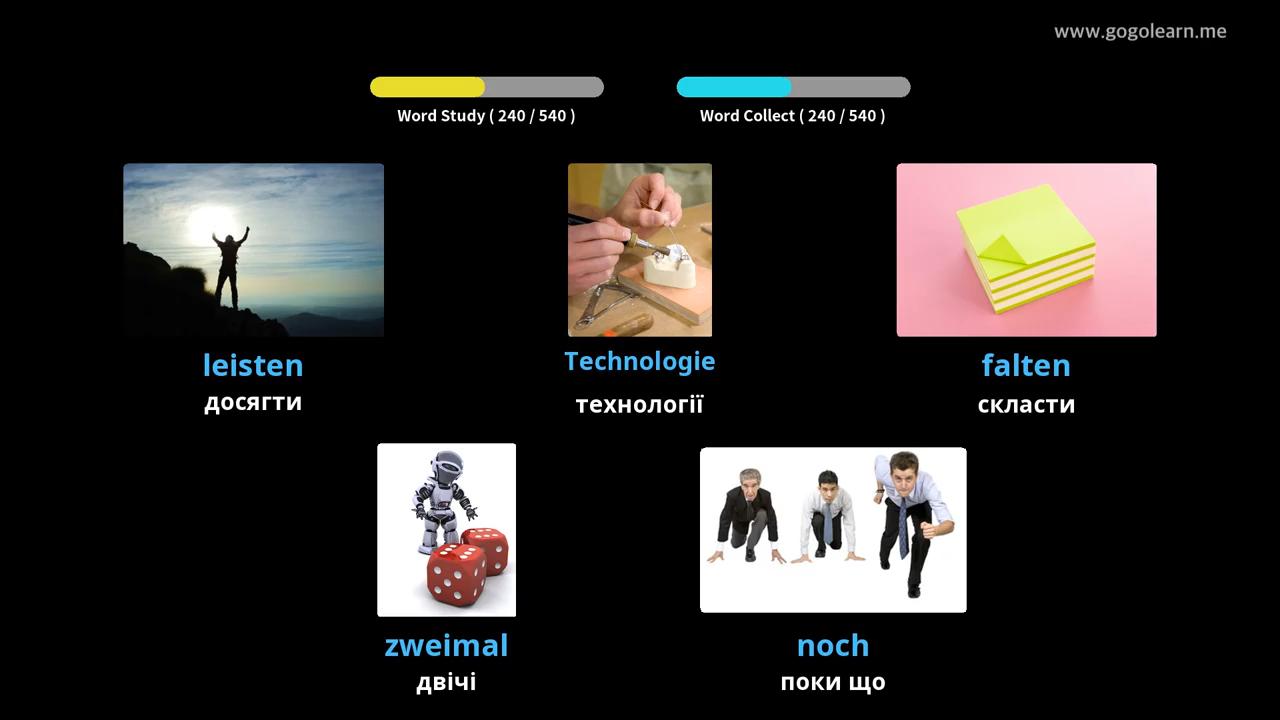 www.gogolearn.me
Word Study ( 240 / 540 )
Word Collect ( 240 / 540 )
leisten
досягти
Technologie
технології
falten
скласти
zweimal
двічі
noch
поки що